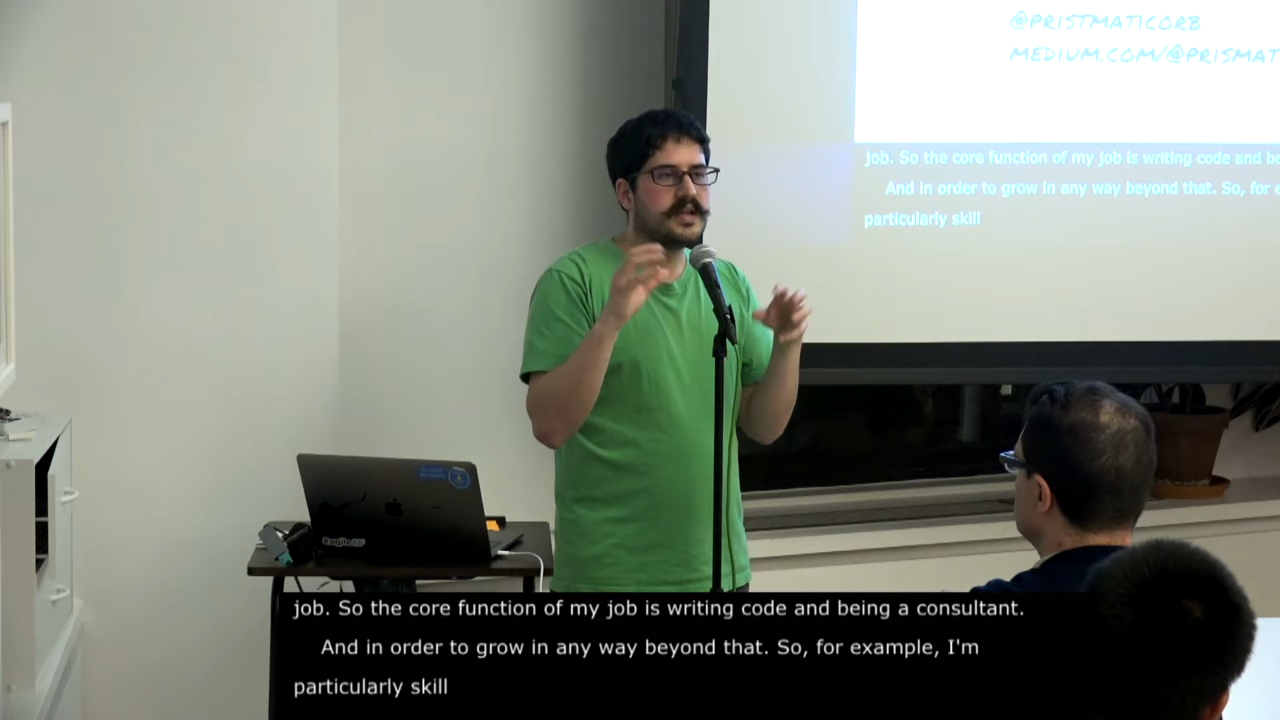 @PRISTMATICORB
MEDIUM.COM/@PRISMAT
job. So the core function of my job is writing code and be
And in order to grow in any way beyond that. So, for e
particularly skill
job. So the core function of my job is writing code and being a consultant.
And in order to grow in any way beyond that. So, for example, I'm
particularly skill